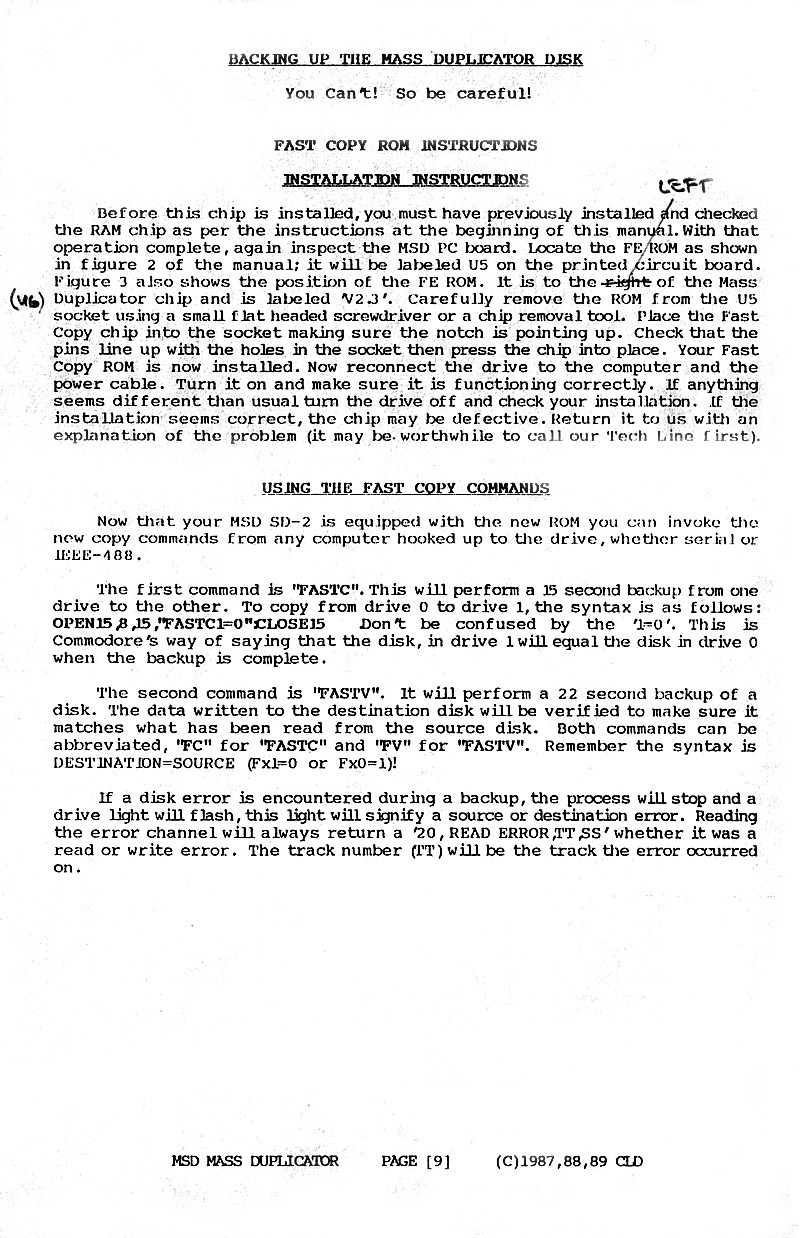 BACKING UP THE MASS DUPLICATOR DISK
You Can't! So be careful!
FAST COPY ROM INSTRUCTIONS
INSTALLATION INSTRUCTIONS
LEFT
Before this chip is installed, you must have previously installed and checked
the RAM chip as per the instructions at the beginning of this manual. With that
operation complete, again inspect the MSD PC board. Locate the FE ROM as shown
in figure 2 of the manual; it will be labeled U5 on the printed circuit board.
Figure 3 also shows the position of the FE ROM. It is to the right of the Mass
(U6) Duplicator chip and is labeled 'V2.3'. Carefully remove the ROM from the U5
socket using a small flat headed screwdriver or a chip removal tool. Place the Fast
Copy chip into the socket making sure the notch is pointing up. Check that the
pins line up with the holes in the socket then press the chip into place. Your Fast
Copy ROM is now installed. Now reconnect the drive to the computer and the
power cable. Turn it on and make sure it is functioning correctly. If anything
seems different than usual turn the drive off and check your installation. If the
installation seems correct, the chip may be defective. Return it to us with an
explanation of the problem (it may be worthwhile to call our Tech Line first).
USING THE FAST COPY COMMANDS
Now that your MSD SD-2 is equipped with the new ROM you can invoke the
new copy commands from any computer hooked up to the drive, whether serial or
IEEE-488.
The first command is "FASTC". This will perform a 15 second backup from one
drive to the other. To copy from drive 0 to drive 1, the syntax is as follows:
OPEN15,8,15,"FASTC1=0":CLOSE15 Don't be confused by the '1=0'. This is
Commodore's way of saying that the disk, in drive 1 will equal the disk in drive 0
when the backup is complete.
The second command is "FASTV". It will perform a 22 second backup of a
disk. The data written to the destination disk will be verified to make sure it
matches what has been read from the source disk. Both commands can be
abbreviated, "FC" for "FASTC" and "FV" for "FASTV". Remember the syntax is
DESTINATION=SOURCE (Fx1=0 or Fx0=1)!
If a disk error is encountered during a backup, the process will stop and a
drive light will flash, this light will signify a source or destination error. Reading
the error channel will always return a '20, READ ERROR,TT,SS' whether it was a
read or write error. The track number (TT) will be the track the error occurred
on.
MSD MASS DUPLICATOR PAGE [9] (C)1987,88,89 CLD